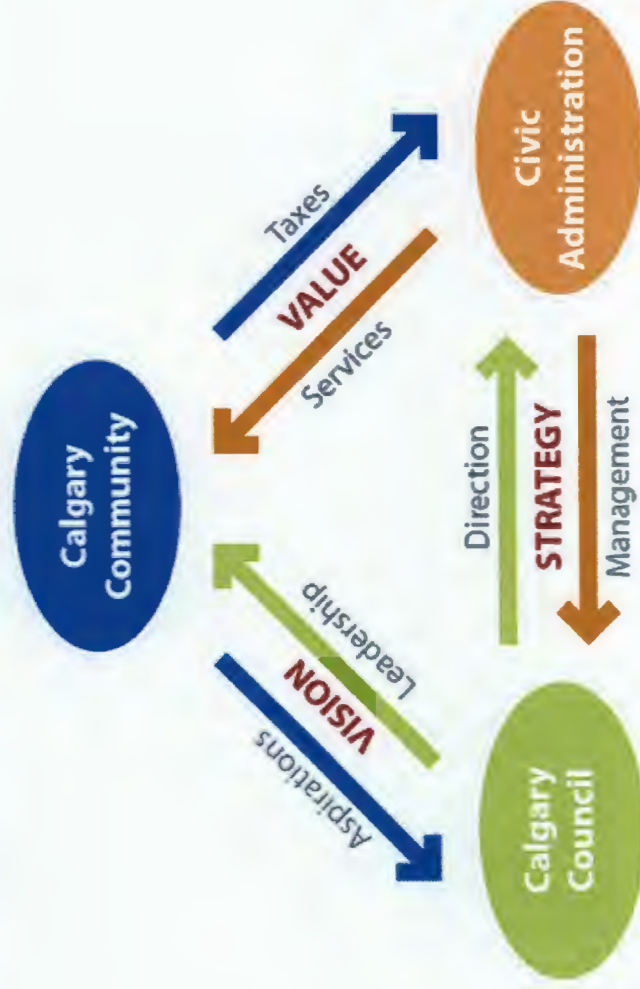 Calgary
Community
Aspirations
VISION
Leadership
Taxes
VALUE
Services
Direction
STRATEGY
Management
Calgary
Council
Civic
Administration